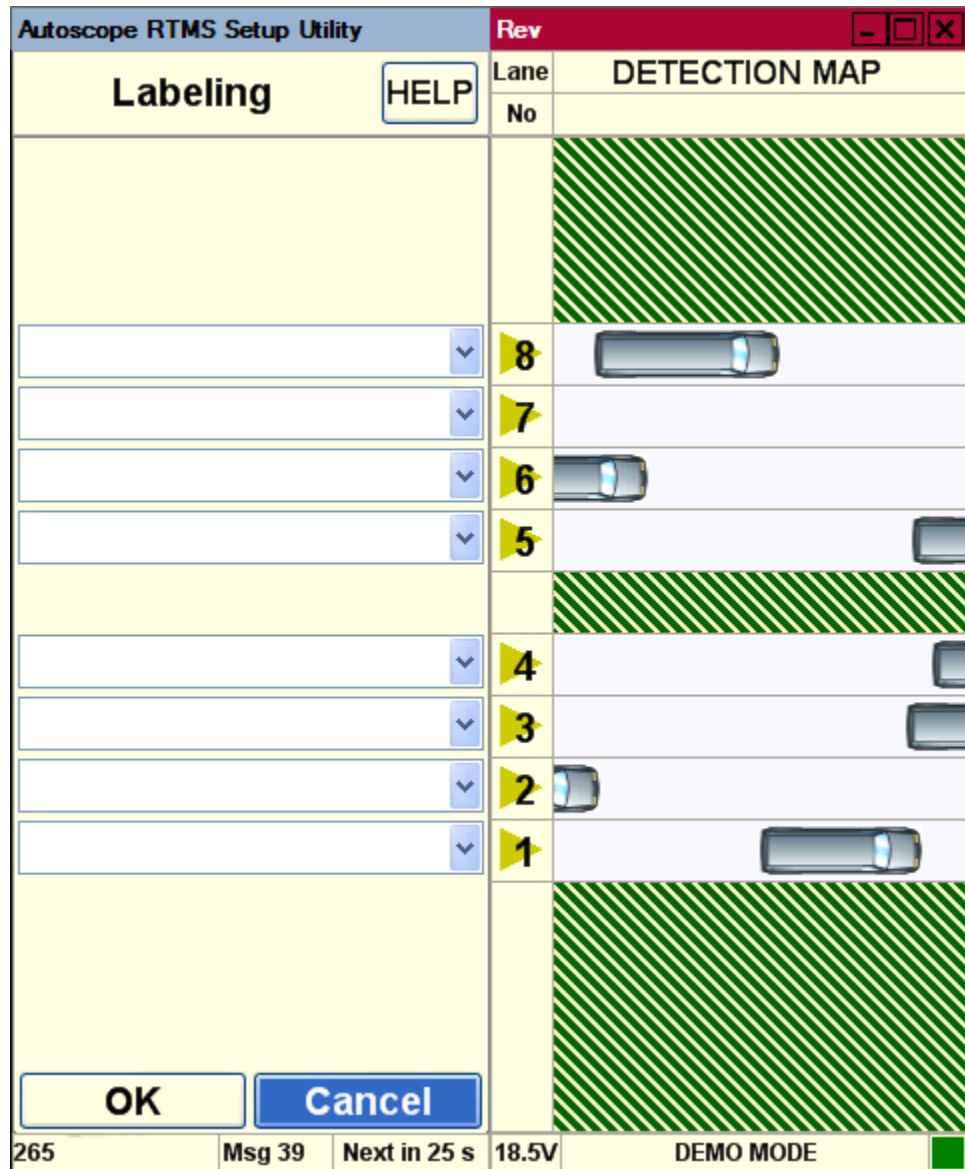 Autoscope RTMS Setup Utility
Rev
Labeling
HELP
Lane
No
DETECTION MAP
8
7
6
5
4
3
2
1
OK
Cancel
265
Msg 39
Next in 25 s
18.5V
DEMO MODE